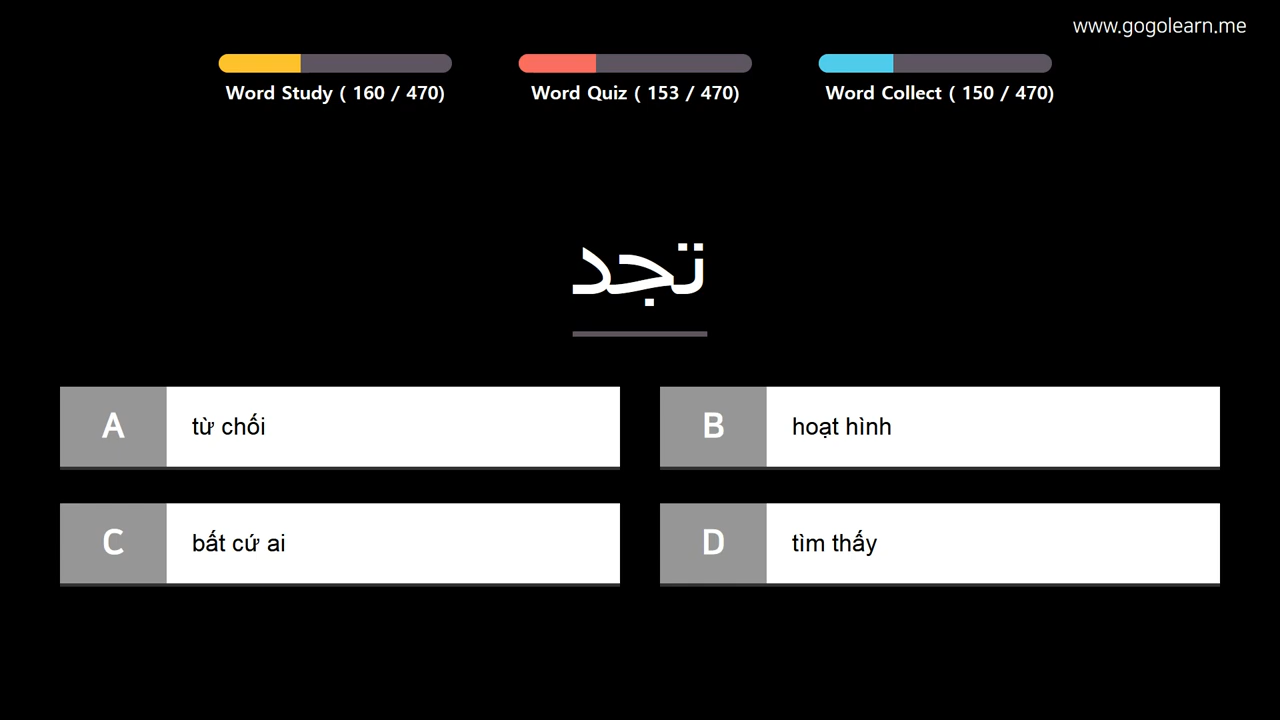 www.gogolearn.me
Word Study ( 160 / 470)
Word Quiz ( 153 / 470)
Word Collect ( 150 / 470)
تجد
A
từ chối
B
hoạt hình
C
bất cứ ai
D
tìm thấy